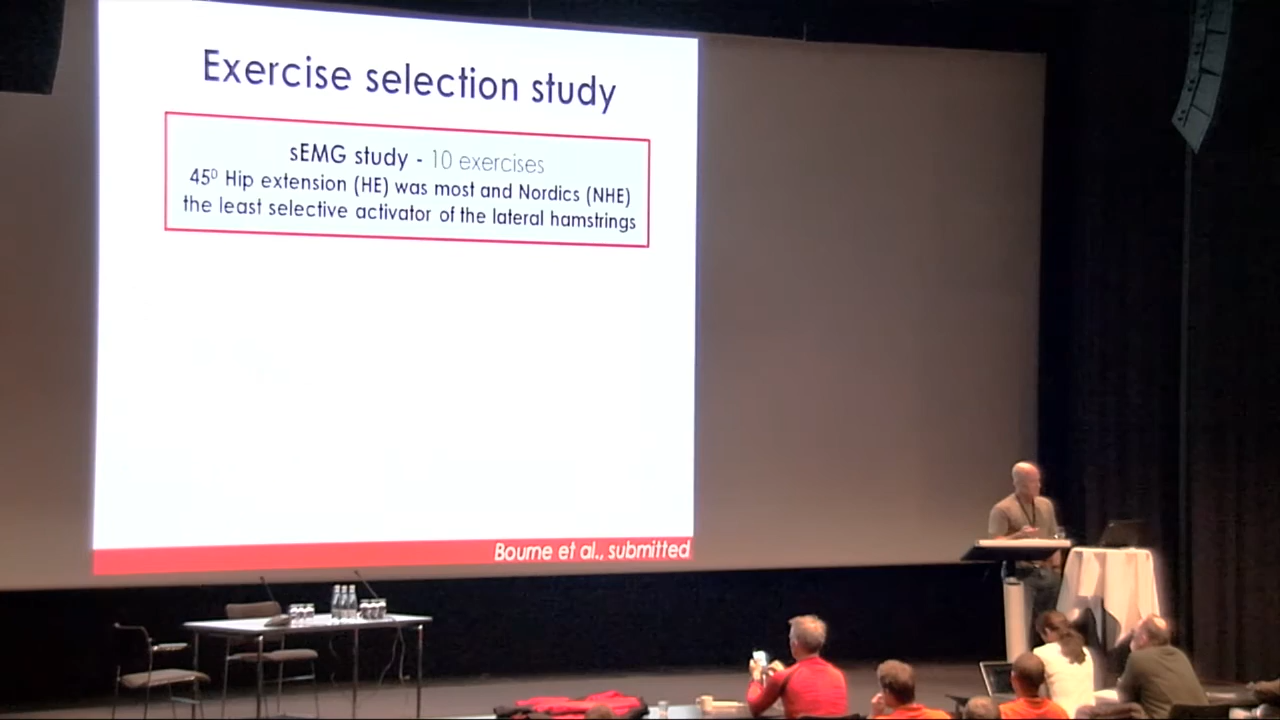 Exercise selection study
sEMG study - 10 exercises
45⁰ Hip extension (HE) was most and Nordics (NHE)
the least selective activator of the lateral hamstrings
Bourne et al., submitted